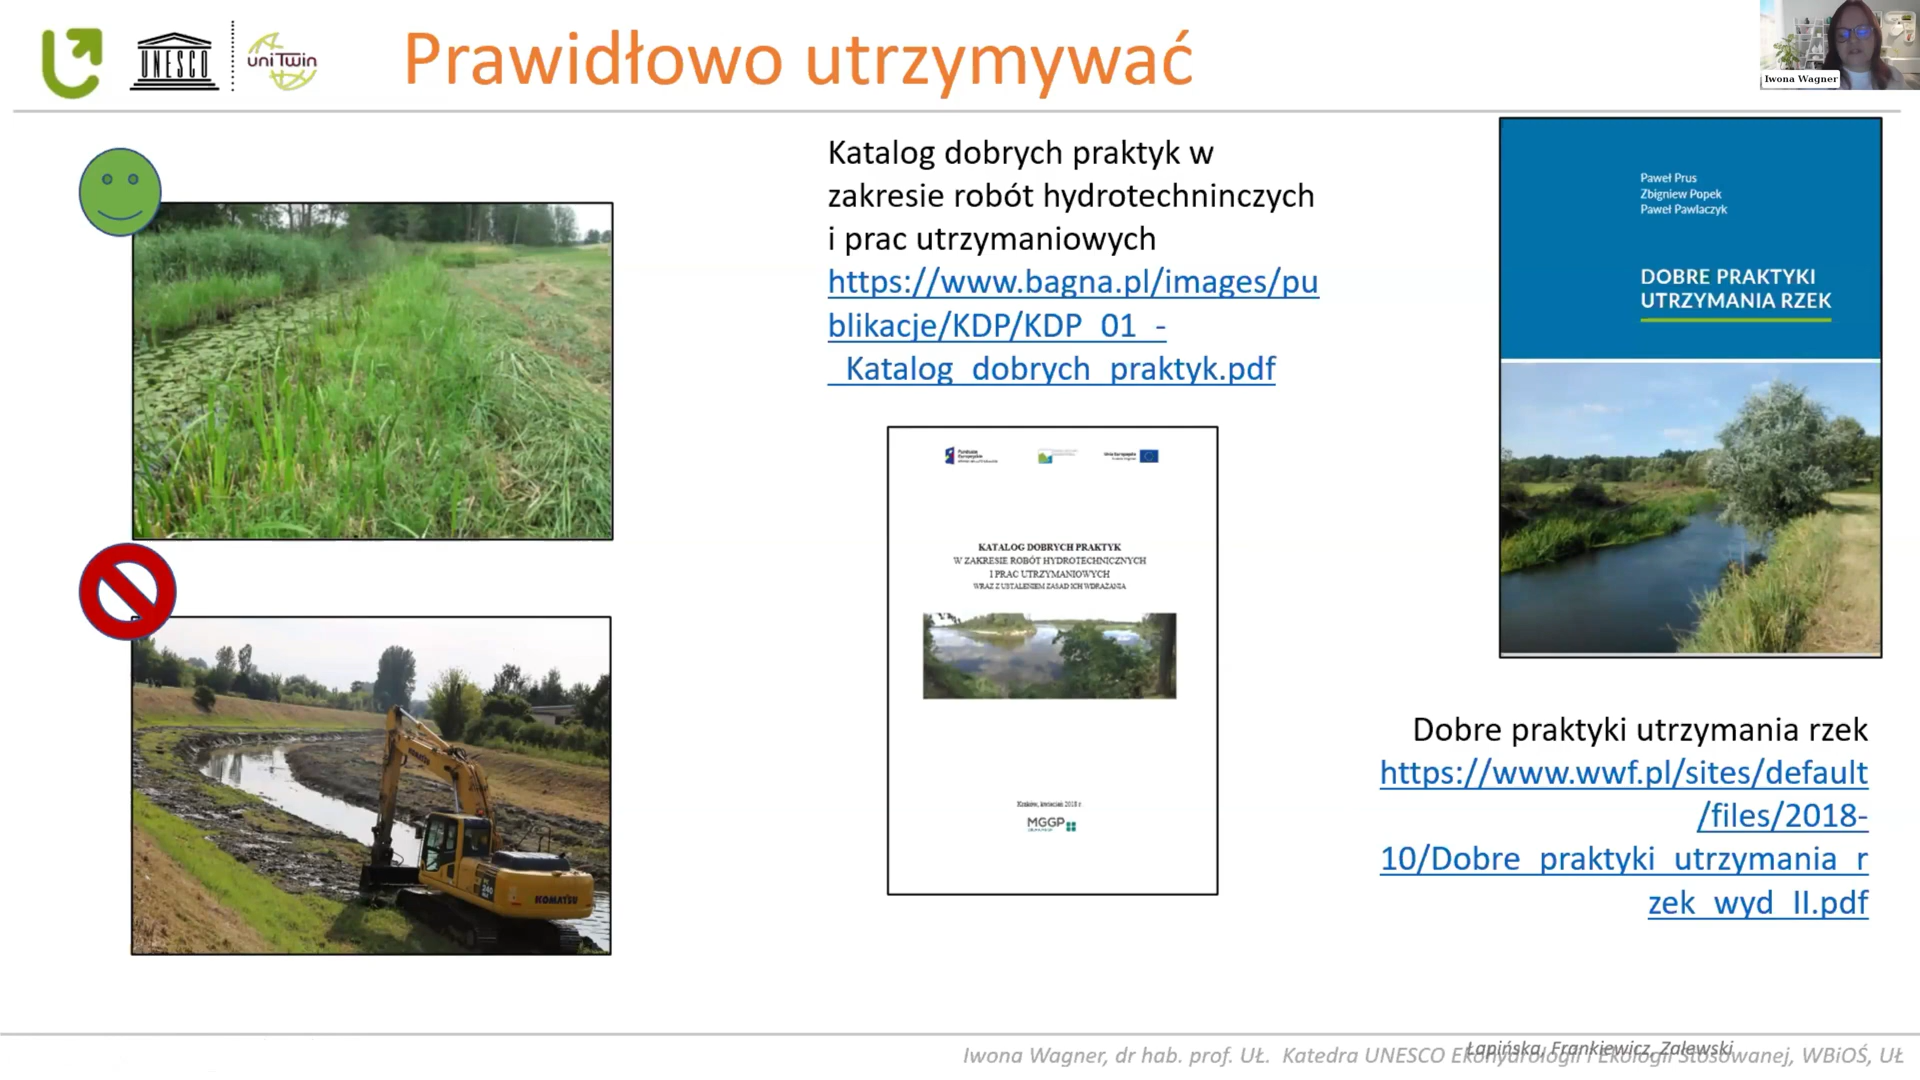 UNESCO
uniTwin
Prawidłowo utrzymywać
Iwona Wagner
Katalog dobrych praktyk w
zakresie robót hydrotechninczych
i prac utrzymaniowych
https://www.bagna.pl/images/pu
blikacje/KDP/KDP_01_-
_Katalog_dobrych_praktyk.pdf
KATALOG DOBRYCH PRAKTYK
W ZAKRESIE ROBÓT HYDROTECHNICZNYCH
I PRAC UTRZYMANIOWYCH
WRAZ Z USTALENIEM ZASAD ICH WDRAŻANIA
Kraków, kwiecień 2018 r.
MGGP
Paweł Prus
Zbigniew Popek
Paweł Pawlaczyk
DOBRE PRAKTYKI
UTRZYMANIA RZEK
Dobre praktyki utrzymania rzek
https://www.wwf.pl/sites/default
/files/2018-
10/Dobre_praktyki_utrzymania_r
zek_wyd_II.pdf
KOMATSU
Łapińska, Frankiewicz, Zalewski
Iwona Wagner, dr hab. prof. UŁ. Katedra UNESCO Ekohydrologii i Ekologii Stosowanej, WBiOŚ, UŁ